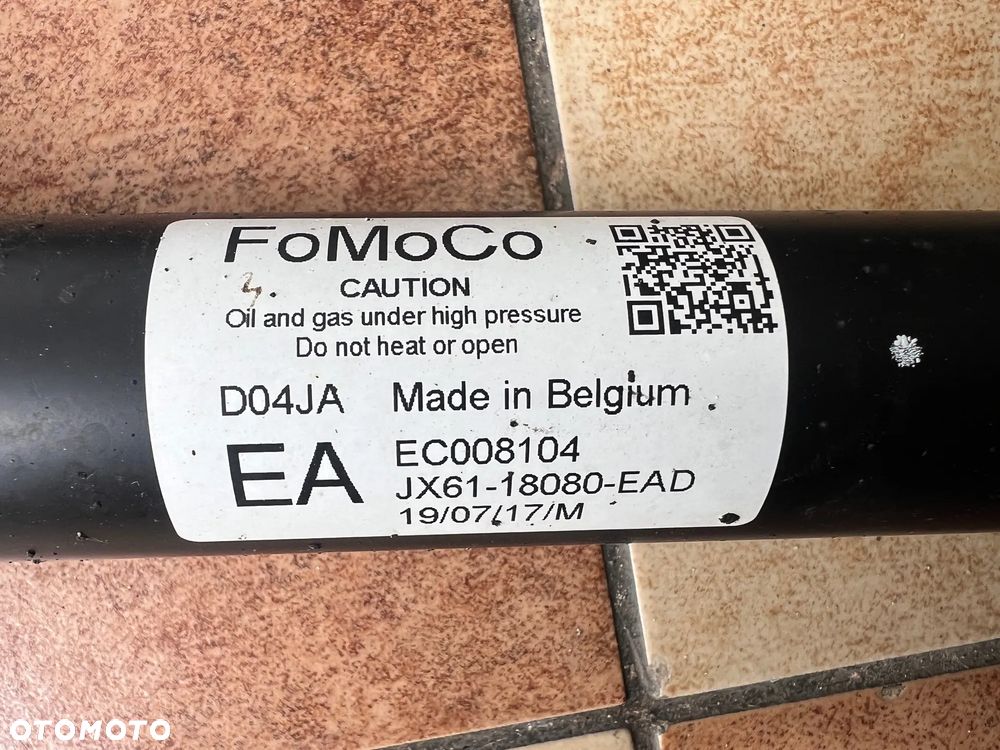 FoMoCo
CAUTION
Oil and gas under high pressure
Do not heat or open
D04JA Made in Belgium
EA EC008104
JX61-18080-EAD
19/07/17/M
OTOMOTO